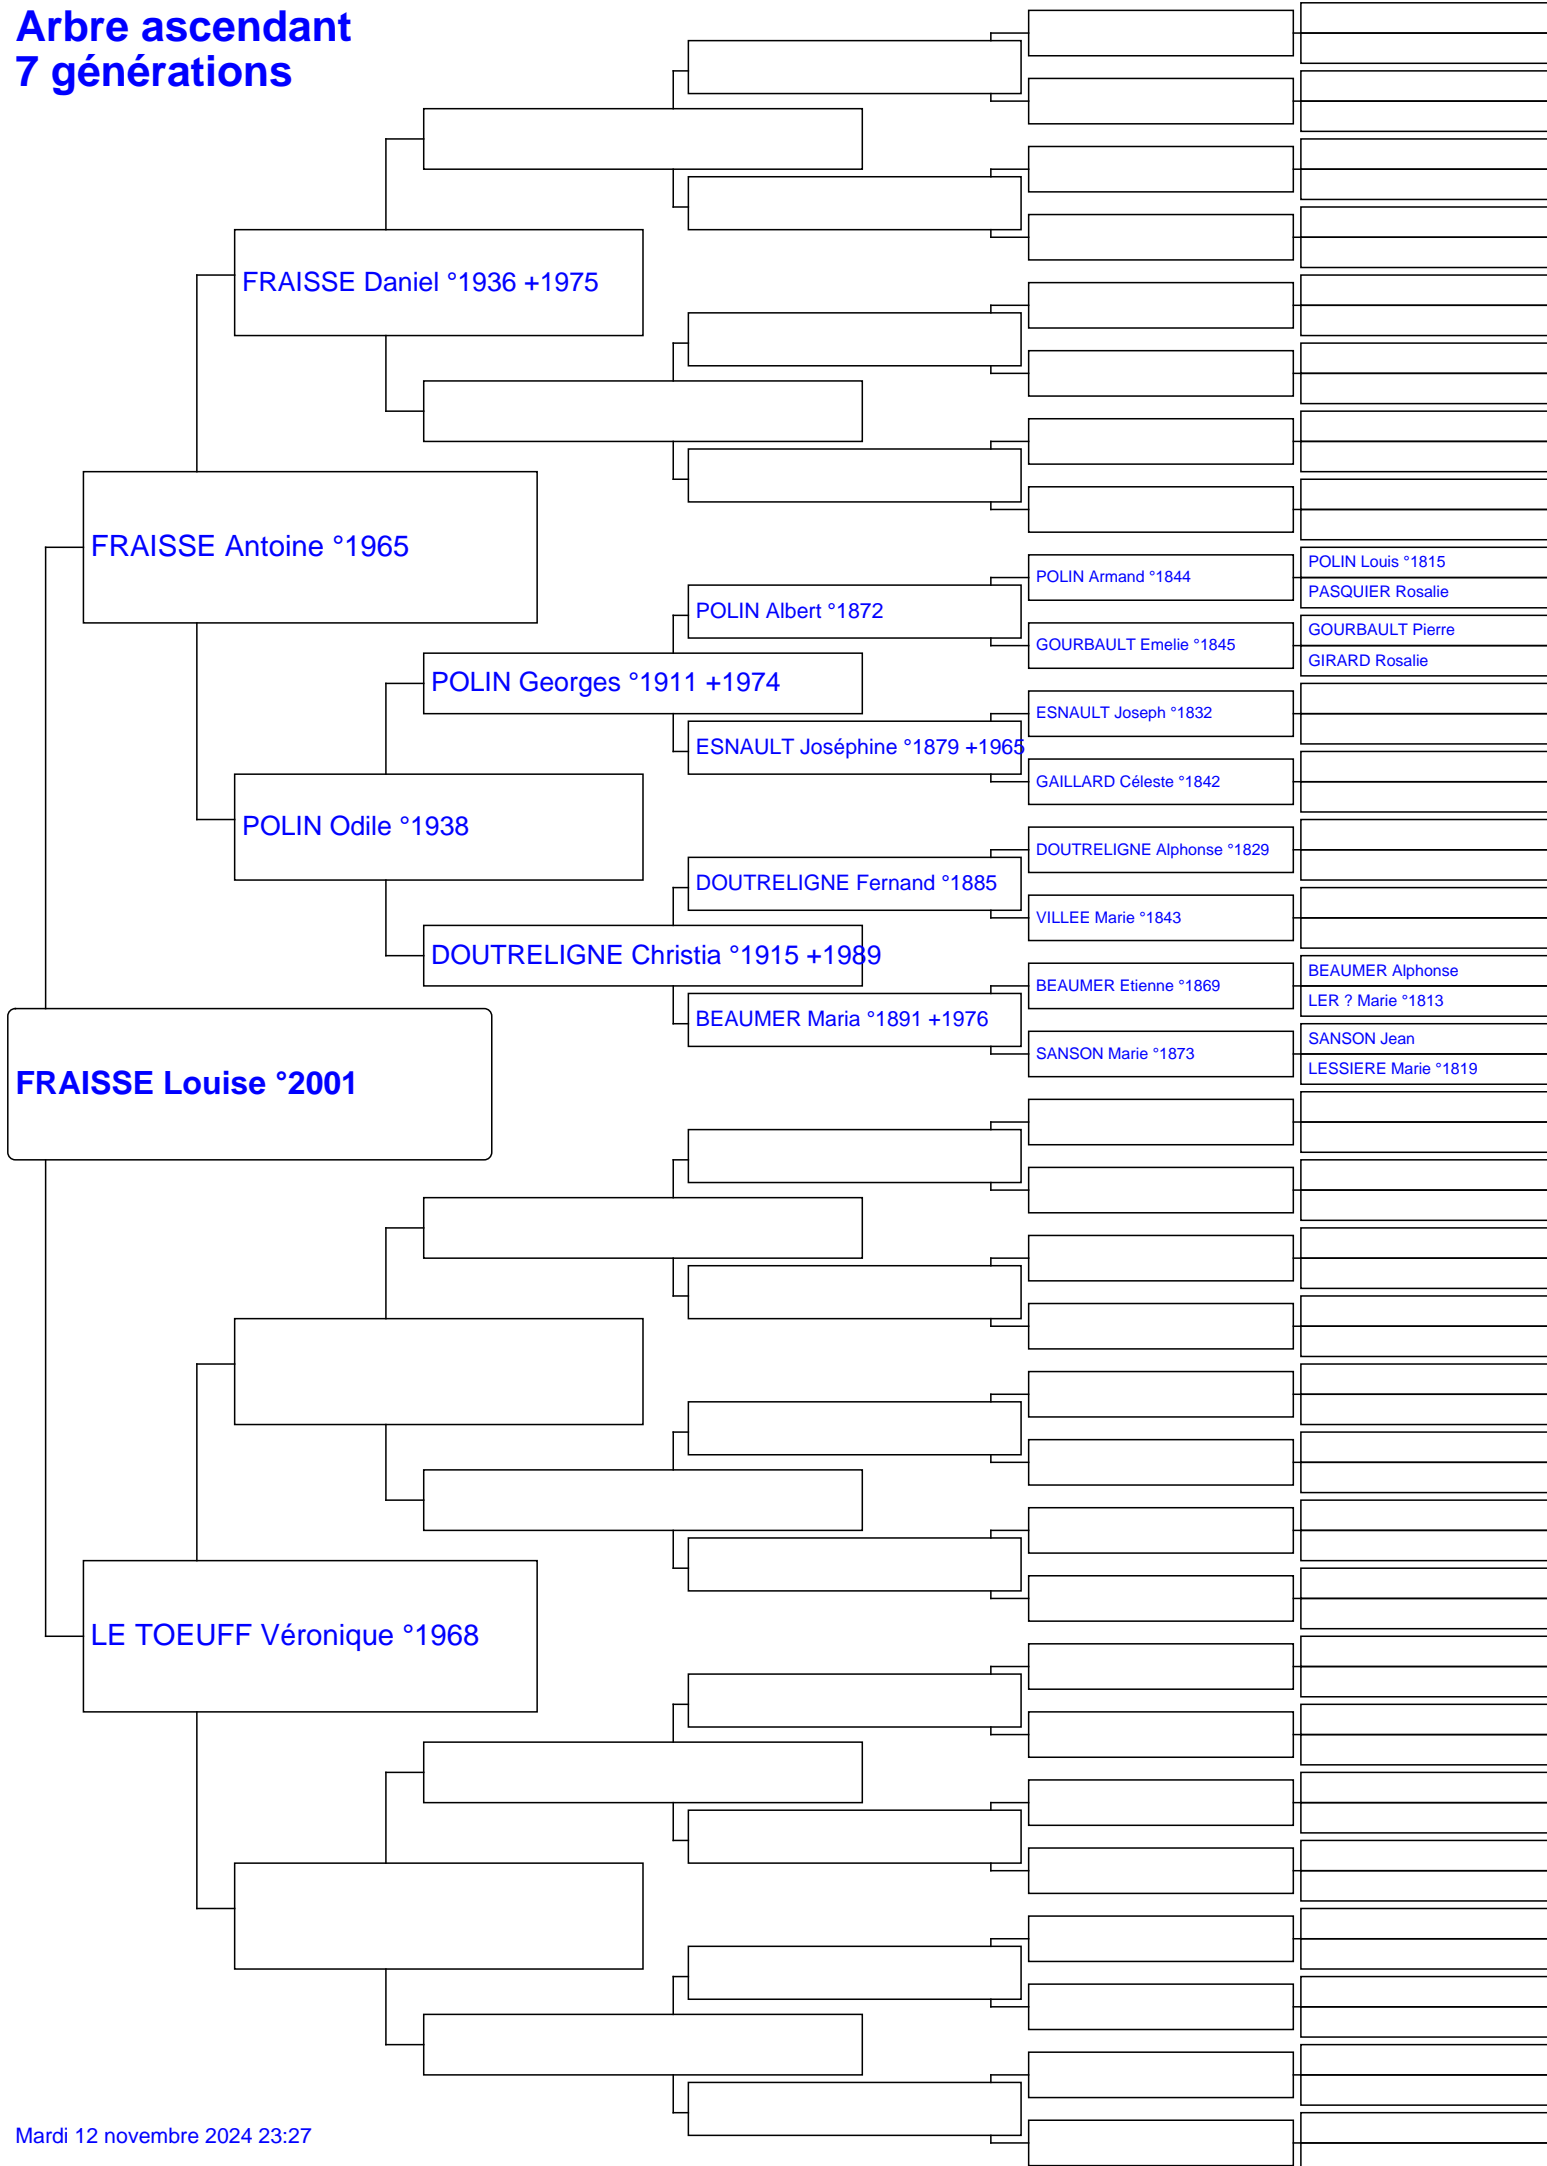 Arbre ascendant
7 générations
FRAISSE Daniel °1936 +1975
FRAISSE Antoine °1965
POLIN Armand °1844
POLIN Louis °1815
PASQUIER Rosalie
POLIN Albert °1872
GOURBAULT Emelie °1845
GOURBAULT Pierre
GIRARD Rosalie
POLIN Georges °1911 +1974
ESNAULT Joseph °1832
ESNAULT Joséphine °1879 +1965
GAILLARD Céleste °1842
POLIN Odile °1938
DOUTRELIGNE Alphonse °1829
DOUTRELIGNE Fernand °1885
VILLEE Marie °1843
DOUTRELIGNE Christia °1915 +1989
BEAUMER Etienne °1869
BEAUMER Alphonse
LER ? Marie °1813
BEAUMER Maria °1891 +1976
SANSON Marie °1873
SANSON Jean
LESSIERE Marie °1819
FRAISSE Louise °2001
LE TOEUFF Véronique °1968
Mardi 12 novembre 2024 23:27